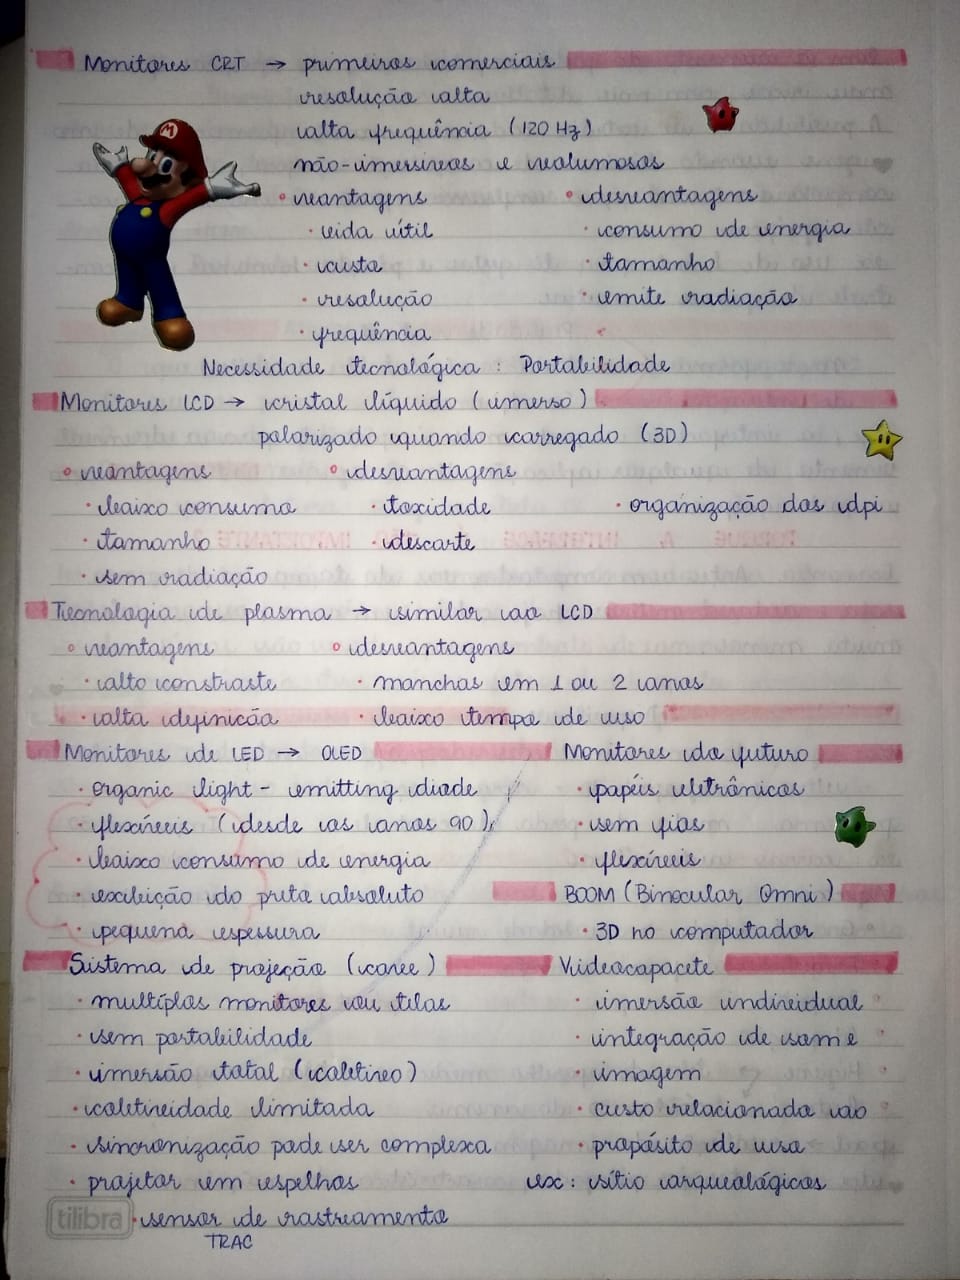 Monitores CRT → primeiros comerciais
resolução alta
alta frequência (120 Hz)
não-imersivos e volumosos
• vantagens
· vida útil
· custo
· resolução
· frequência
• desvantagens
· consumo de energia
· tamanho
· emite radiação
Necessidade tecnológica : Portabilidade
Monitores LCD → cristal líquido (imerso)
polarizado quando carregado (3D)
• vantagens
· baixo consumo
· tamanho
· sem radiação
• desvantagens
· toxidade
· descarte
· organização dos dpi
Tecnologia de plasma → similar ao LCD
• vantagens
· alto constraste
· alta definicão
• desvantagens
· manchas em 1 ou 2 anos
· baixo tempo de uso
Monitores de LED → OLED
· organic light - emitting diode
· flexíveis (desde os anos 90)
· baixo consumo de energia
· exibição do preto absoluto
· pequena espessura
Monitores do futuro
· papéis eletrônicos
· sem fios
· flexíveis
BOOM (Binocular Omni)
· 3D no computador
Sistema de projeção (cave)
· multíplos monitores ou telas
· sem portabilidade
· imersão total (coletivo)
· coletividade limitada
· sincronização pode ser complexa
· projetor em espelhos
· sensor de rastreamento
TRAC
Videocapacete
· imersão individual
· integração de som e
· imagem
· custo relacionado ao
· propósito de uso
ex : sítio arqueológicos
tilibra